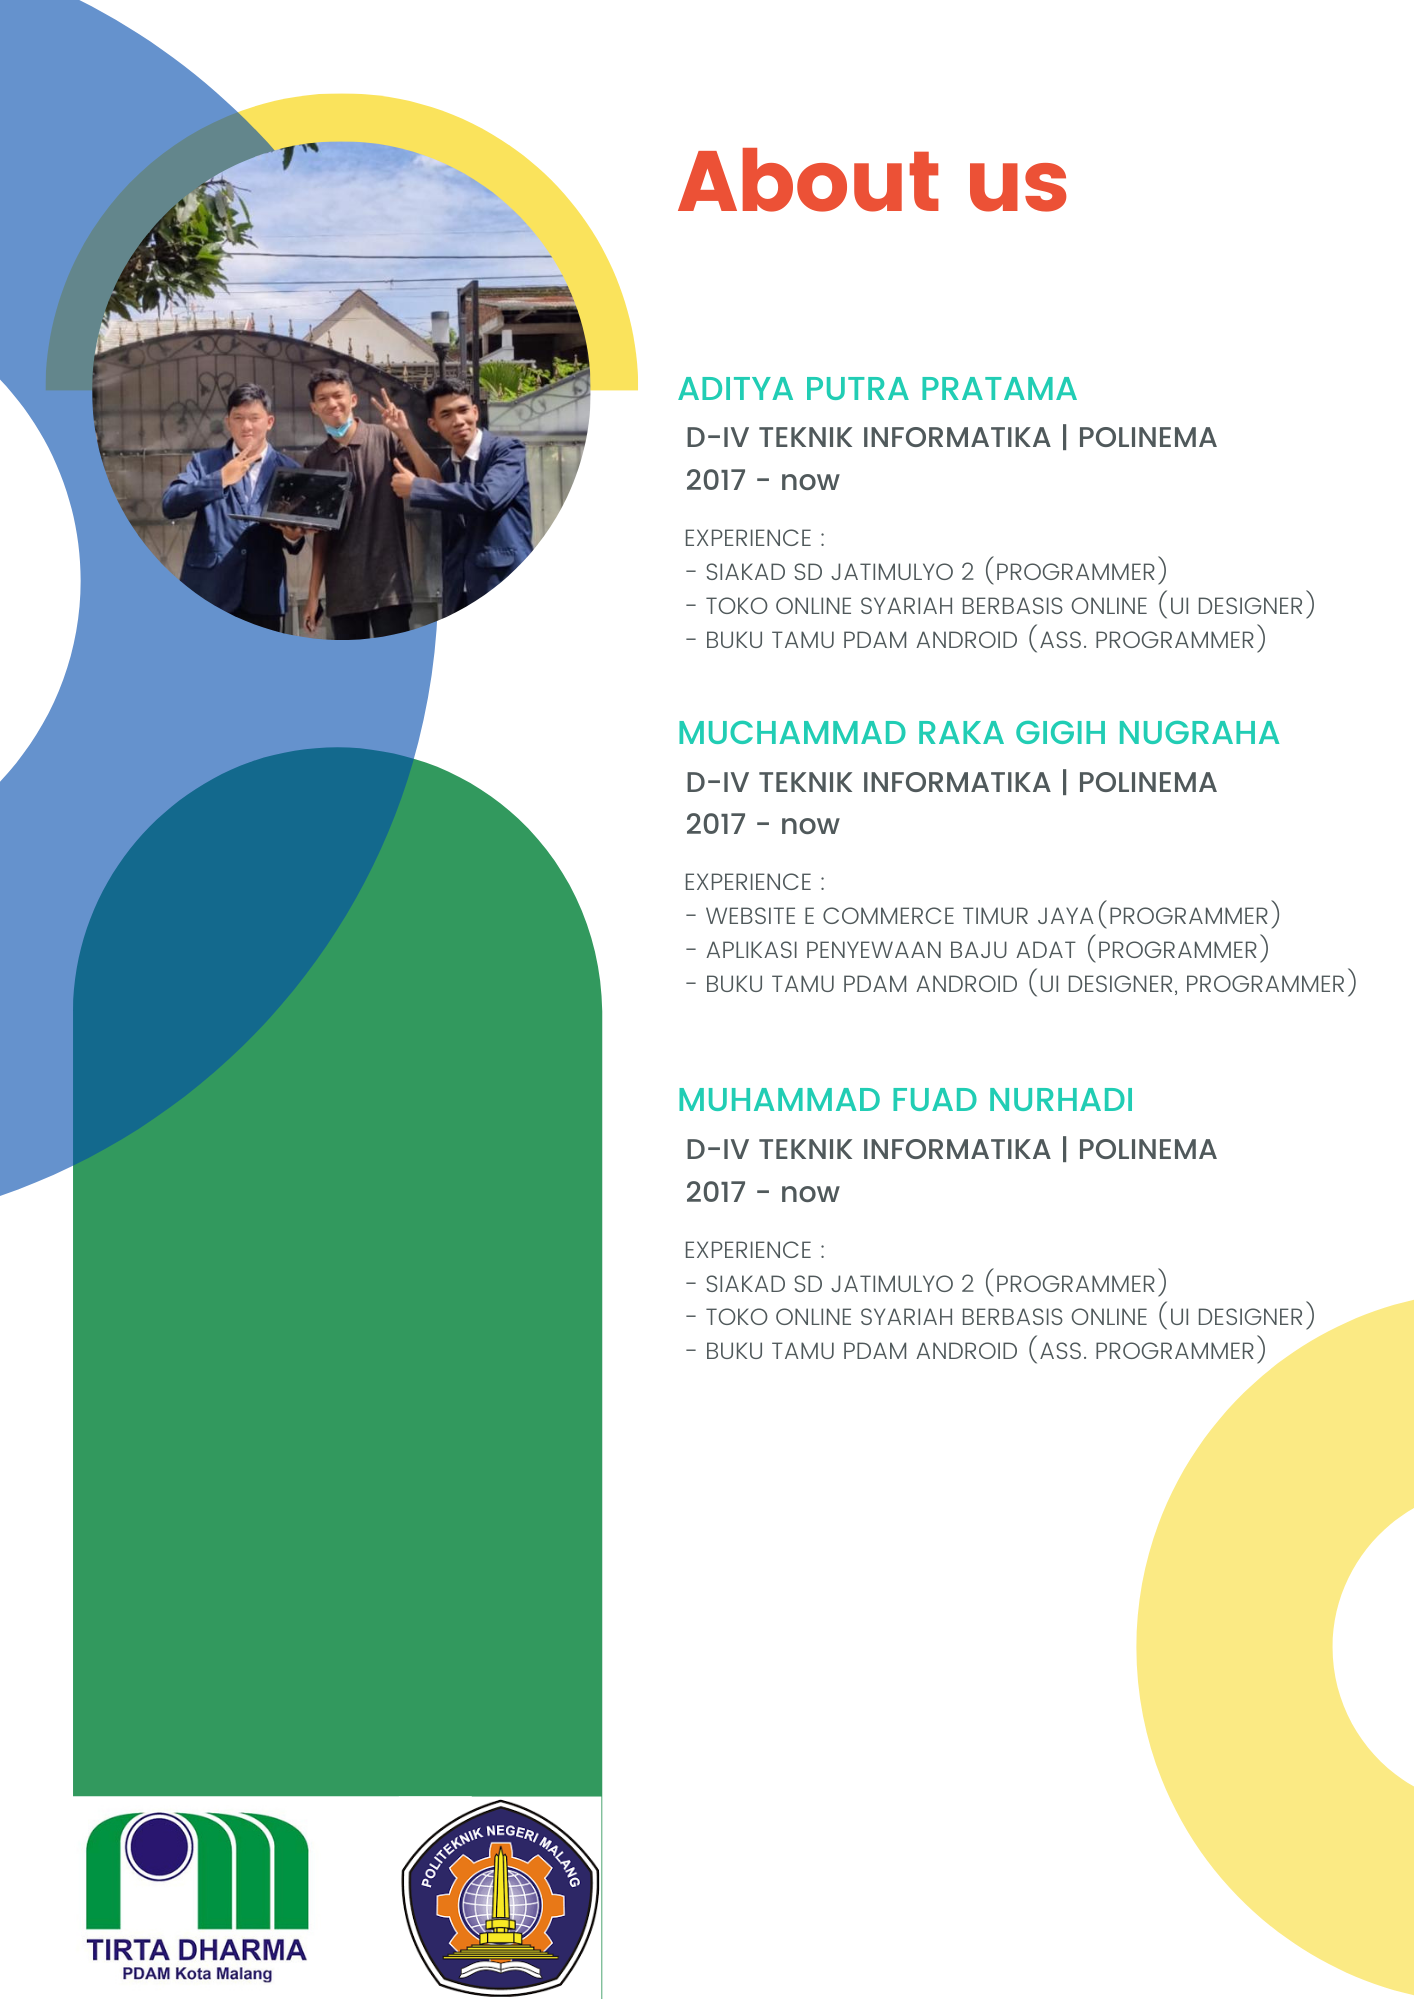 About us
ADITYA PUTRA PRATAMA
D-IV TEKNIK INFORMATIKA | POLINEMA
2017 - now
EXPERIENCE :
- SIAKAD SD JATIMULYO 2 (PROGRAMMER)
- TOKO ONLINE SYARIAH BERBASIS ONLINE (UI DESIGNER)
- BUKU TAMU PDAM ANDROID (ASS. PROGRAMMER)
MUCHAMMAD RAKA GIGIH NUGRAHA
D-IV TEKNIK INFORMATIKA | POLINEMA
2017 - now
EXPERIENCE :
- WEBSITE E COMMERCE TIMUR JAYA(PROGRAMMER)
- APLIKASI PENYEWAAN BAJU ADAT (PROGRAMMER)
- BUKU TAMU PDAM ANDROID (UI DESIGNER, PROGRAMMER)
MUHAMMAD FUAD NURHADI
D-IV TEKNIK INFORMATIKA | POLINEMA
2017 - now
EXPERIENCE :
- SIAKAD SD JATIMULYO 2 (PROGRAMMER)
- TOKO ONLINE SYARIAH BERBASIS ONLINE (UI DESIGNER)
- BUKU TAMU PDAM ANDROID (ASS. PROGRAMMER)
TIRTA DHARMA
PDAM Kota Malang
POLITEKNIK NEGERI MALANG